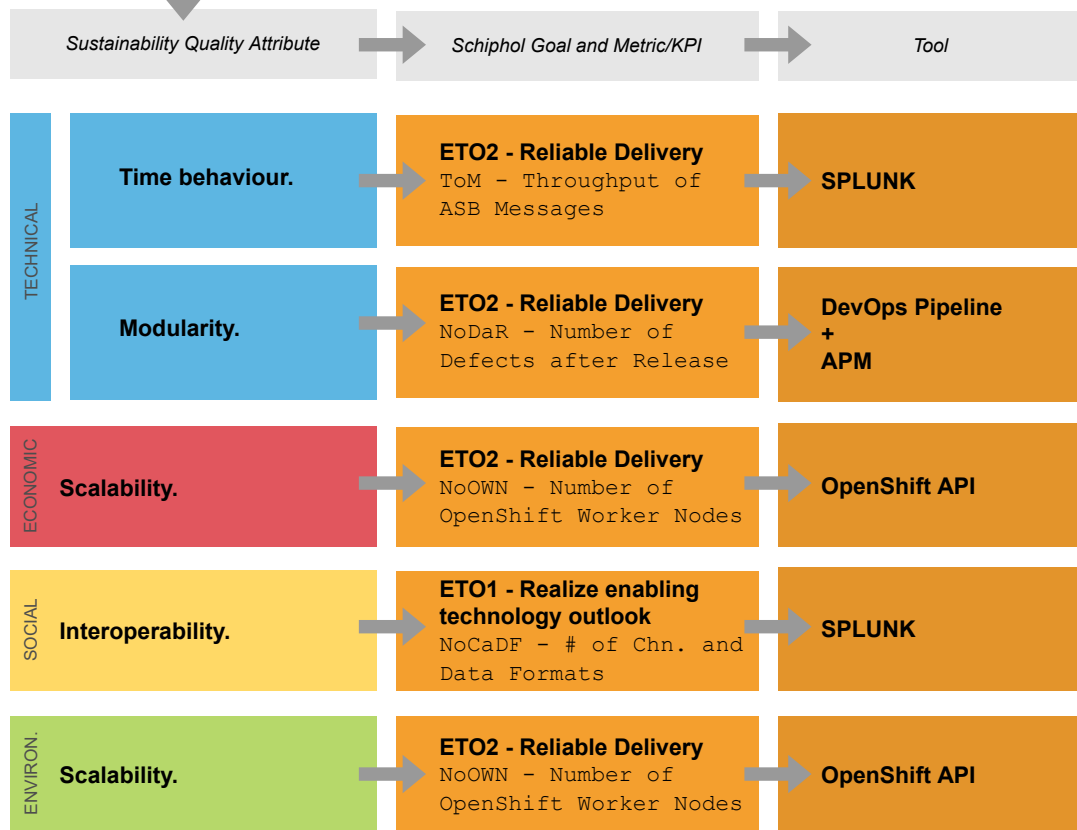 Sustainability Quality Attribute
Schiphol Goal and Metric/KPI
Tool
TECHNICAL
Time behaviour.
ETO2 - Reliable Delivery
ToM - Throughput of
ASB Messages
SPLUNK
Modularity.
ETO2 - Reliable Delivery
NoDaR - Number of
Defects after Release
DevOps Pipeline
+
APM
ECONOMIC
Scalability.
ETO2 - Reliable Delivery
NoOWN - Number of
OpenShift Worker Nodes
OpenShift API
SOCIAL
Interoperability.
ETO1 - Realize enabling
technology outlook
NoCaDF - # of Chn. and
Data Formats
SPLUNK
ENVIRON.
Scalability.
ETO2 - Reliable Delivery
NoOWN - Number of
OpenShift Worker Nodes
OpenShift API